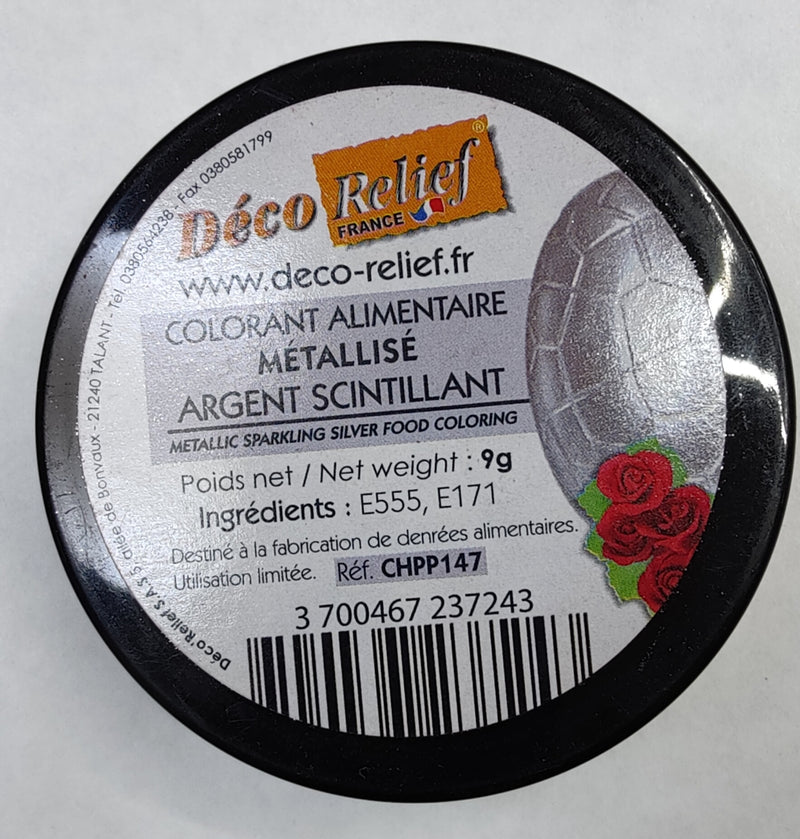 Déco Relief®
FRANCE
www.deco-relief.fr
COLORANT ALIMENTAIRE
MÉTALLISÉ
ARGENT SCINTILLANT
METALLIC SPARKLING SILVER FOOD COLORING
Poids net / Net weight : 9g
Ingrédients : E555, E171
Destiné à la fabrication de denrées alimentaires.
Utilisation limitée. Réf. CHPP147
3 700467 237243
Déco'Relief S.A.S. 5 allée de Bonvaux - 21240 TALANT - Tél. 0380564238 - Fax 0380581799